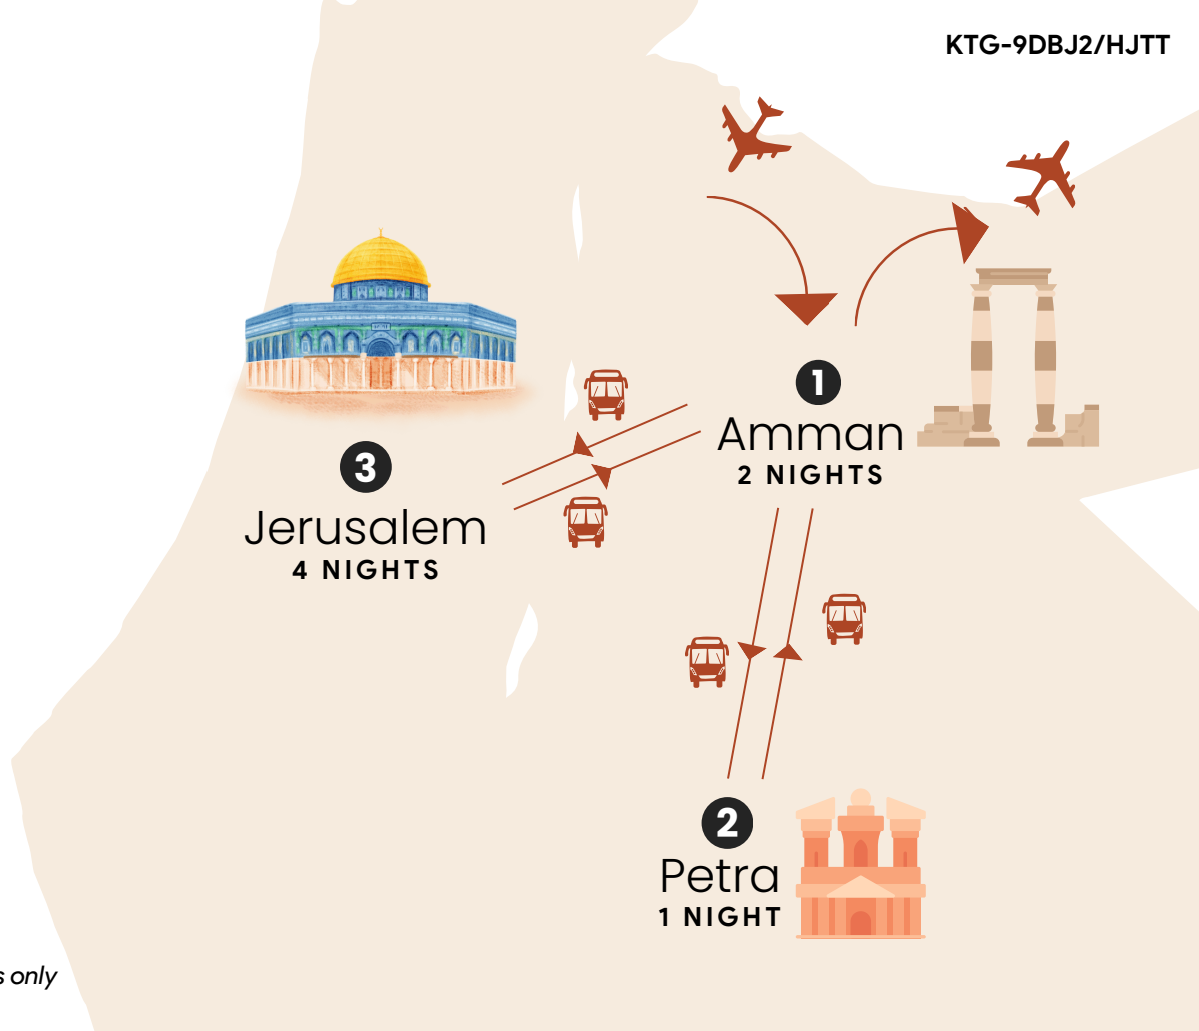 KTG-9DBJ2/HJTT
1
Amman
2 NIGHTS
3
Jerusalem
4 NIGHTS
2
Petra
1 NIGHT
s only